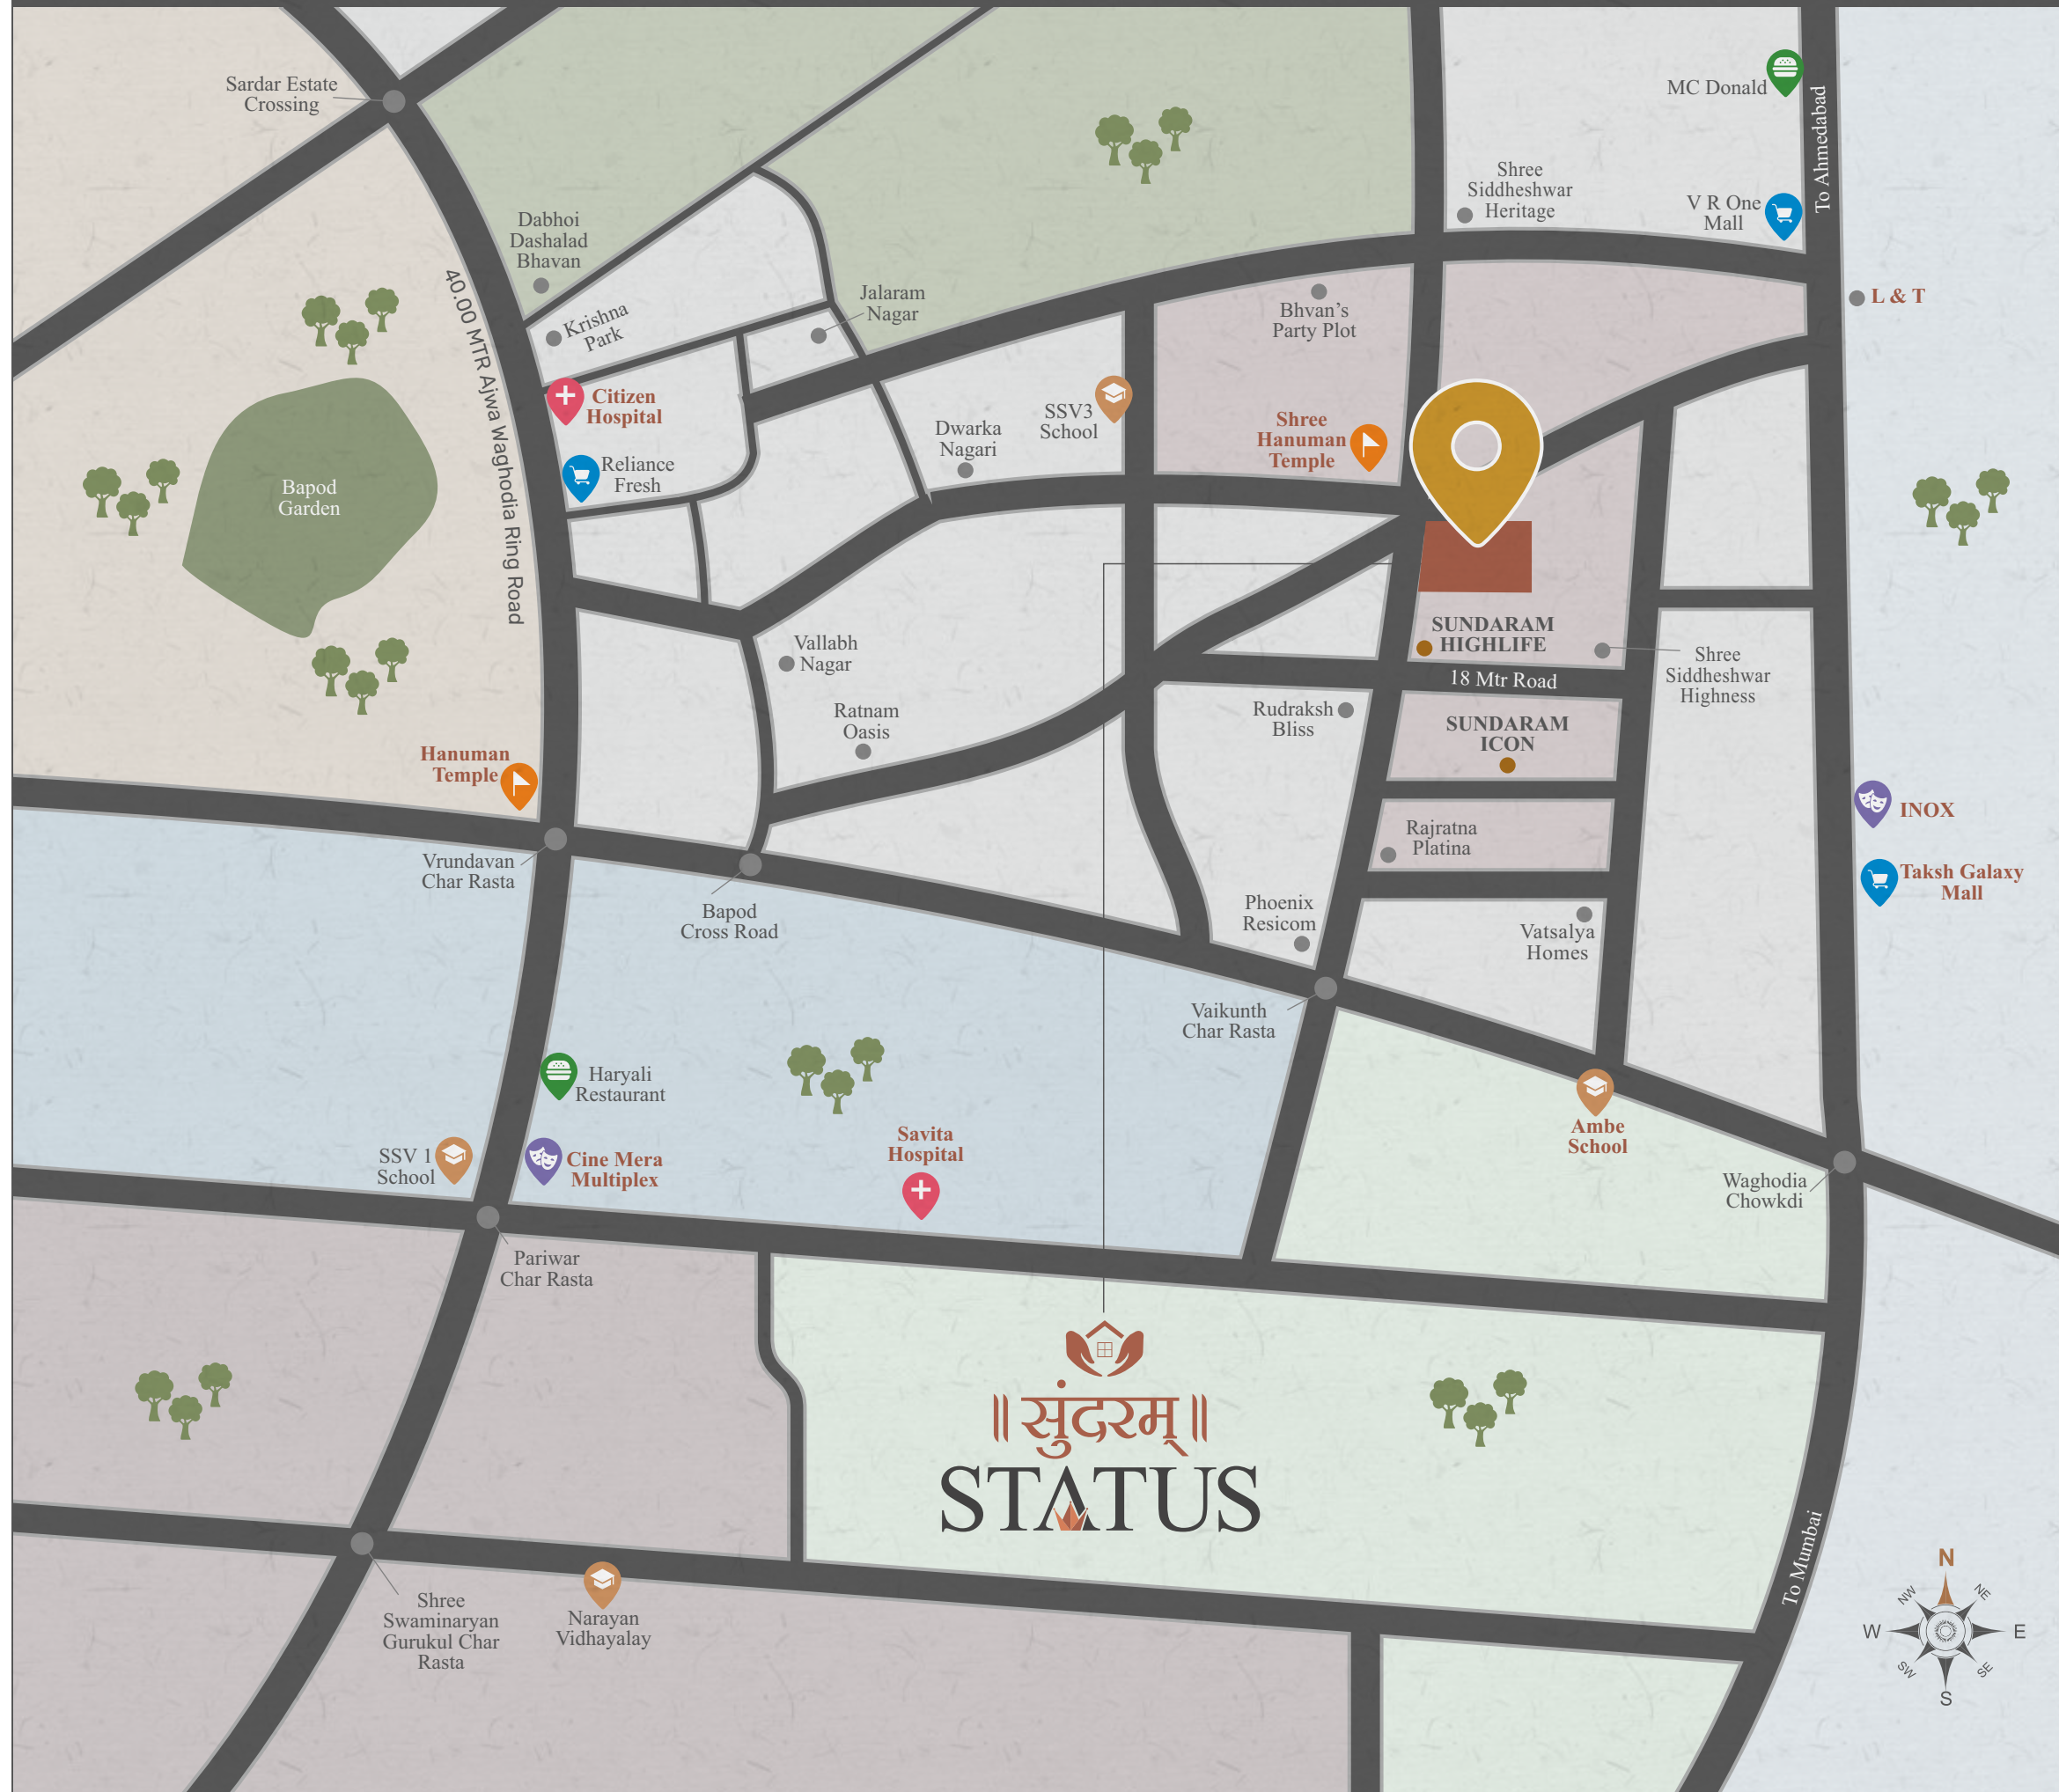 Sardar Estate
Crossing
MC Donald
To Ahmedabad
Shree
Siddheshwar
Heritage
V R One
Mall
Dabhoi
Dashalad
Bhavan
40.00 MTR Ajwa Waghodia Ring Road
Krishna
Park
Jalaram
Nagar
Bhvan’s
Party Plot
L & T
Citizen
Hospital
SSV3
School
Dwarka
Nagari
Shree
Hanuman
Temple
Reliance
Fresh
Bapod
Garden
SUNDARAM
HIGHLIFE
Vallabh
Nagar
Shree
Siddheshwar
Highness
18 Mtr Road
Ratnam
Oasis
Rudraksh
Bliss
SUNDARAM
ICON
Hanuman
Temple
INOX
Rajratna
Platina
Vrundavan
Char Rasta
Taksh Galaxy
Mall
Bapod
Cross Road
Phoenix
Resicom
Vatsalya
Homes
Vaikunth
Char Rasta
Haryali
Restaurant
Ambe
School
Savita
Hospital
SSV 1
School
Cine Mera
Multiplex
Waghodia
Chowkdi
Pariwar
Char Rasta
॥सुंदरम्॥
STATUS
To Mumbai
Shree
Swaminaryan
Gurukul Char
Rasta
Narayan
Vidhayalay
N
NW
NE
W
E
SW
SE
S